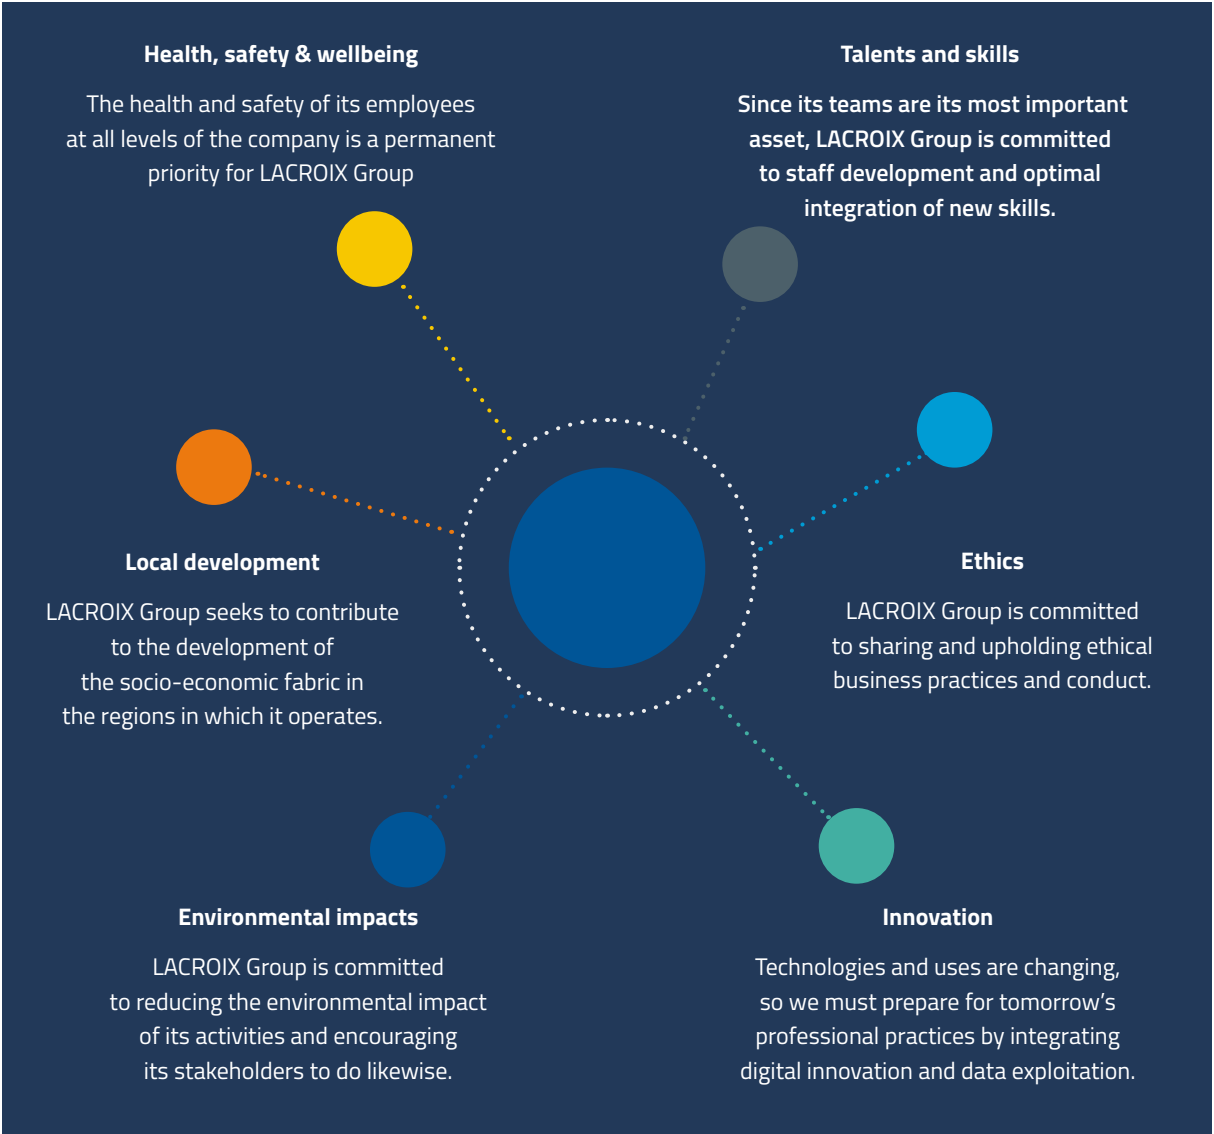 Health, safety & wellbeing
The health and safety of its employees
at all levels of the company is a permanent
priority for LACROIX Group
Talents and skills
Since its teams are its most important
asset, LACROIX Group is committed
to staff development and optimal
integration of new skills.
Local development
LACROIX Group seeks to contribute
to the development of
the socio-economic fabric in
the regions in which it operates.
Ethics
LACROIX Group is committed
to sharing and upholding ethical
business practices and conduct.
Environmental impacts
LACROIX Group is committed
to reducing the environmental impact
of its activities and encouraging
its stakeholders to do likewise.
Innovation
Technologies and uses are changing,
so we must prepare for tomorrow’s
professional practices by integrating
digital innovation and data exploitation.